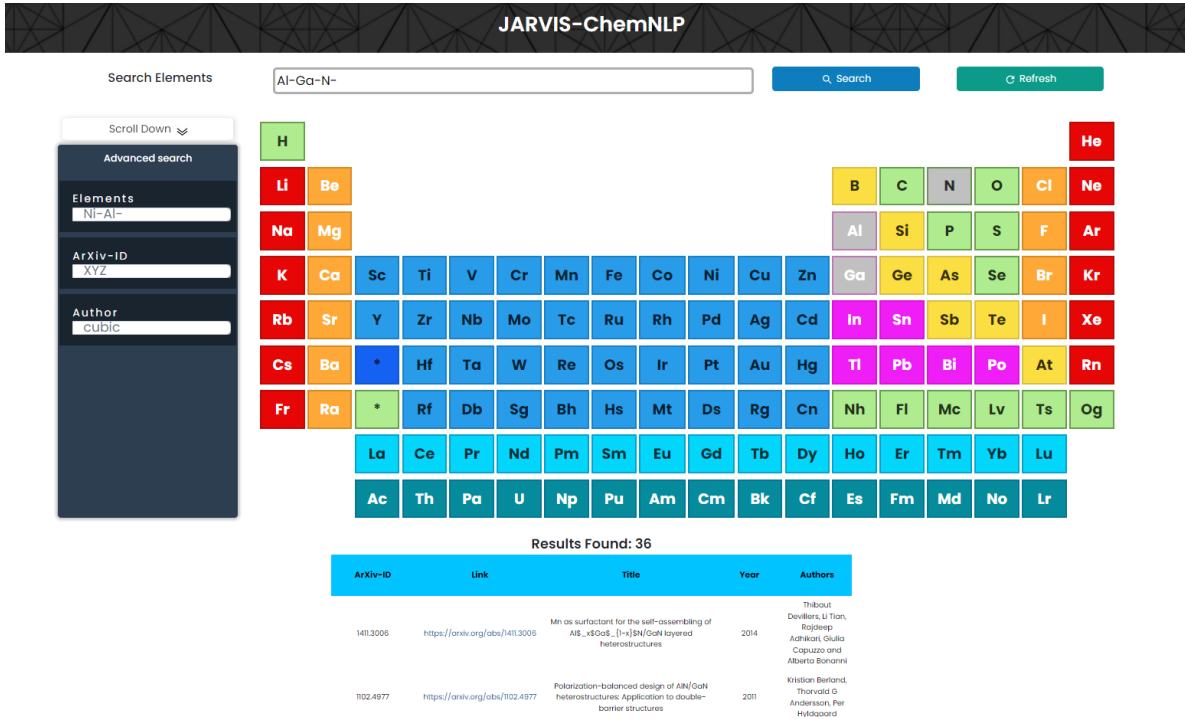 JARVIS-ChemNLP
Search Elements
Al-Ga-N-
Search
Refresh
Scroll Down
Advanced search
Elements
Ni-Al-
ArXiv-ID
XYZ
Author
cubic
H He
Li Be B C N O Cl Ne
Na Mg Al Si P S F Ar
K Ca Sc Ti V Cr Mn Fe Co Ni Cu Zn Ga Ge As Se Br Kr
Rb Sr Y Zr Nb Mo Tc Ru Rh Pd Ag Cd In Sn Sb Te I Xe
Cs Ba * Hf Ta W Re Os Ir Pt Au Hg Tl Pb Bi Po At Rn
Fr Ra * Rf Db Sg Bh Hs Mt Ds Rg Cn Nh Fl Mc Lv Ts Og
La Ce Pr Nd Pm Sm Eu Gd Tb Dy Ho Er Tm Yb Lu
Ac Th Pa U Np Pu Am Cm Bk Cf Es Fm Md No Lr
Results Found: 36
ArXiv-ID Link Title Year Authors
1411.3006
https://arxiv.org/abs/1411.3006
Mn as surfactant for the self-assembling of
Al$_x$Ga$_{1-x}$N/GaN layered
heterostructures
2014
Thibaut
Devillers, Li Tian,
Rajdeep
Adhikari, Giulia
Capuzzo and
Alberta Bonanni
1102.4977
https://arxiv.org/abs/1102.4977
Polarization-balanced design of AlN/GaN
heterostructures: Application to double-
barrier structures
2011
Kristian Berland,
Thorvald G
Andersson, Per
Hyldgaard